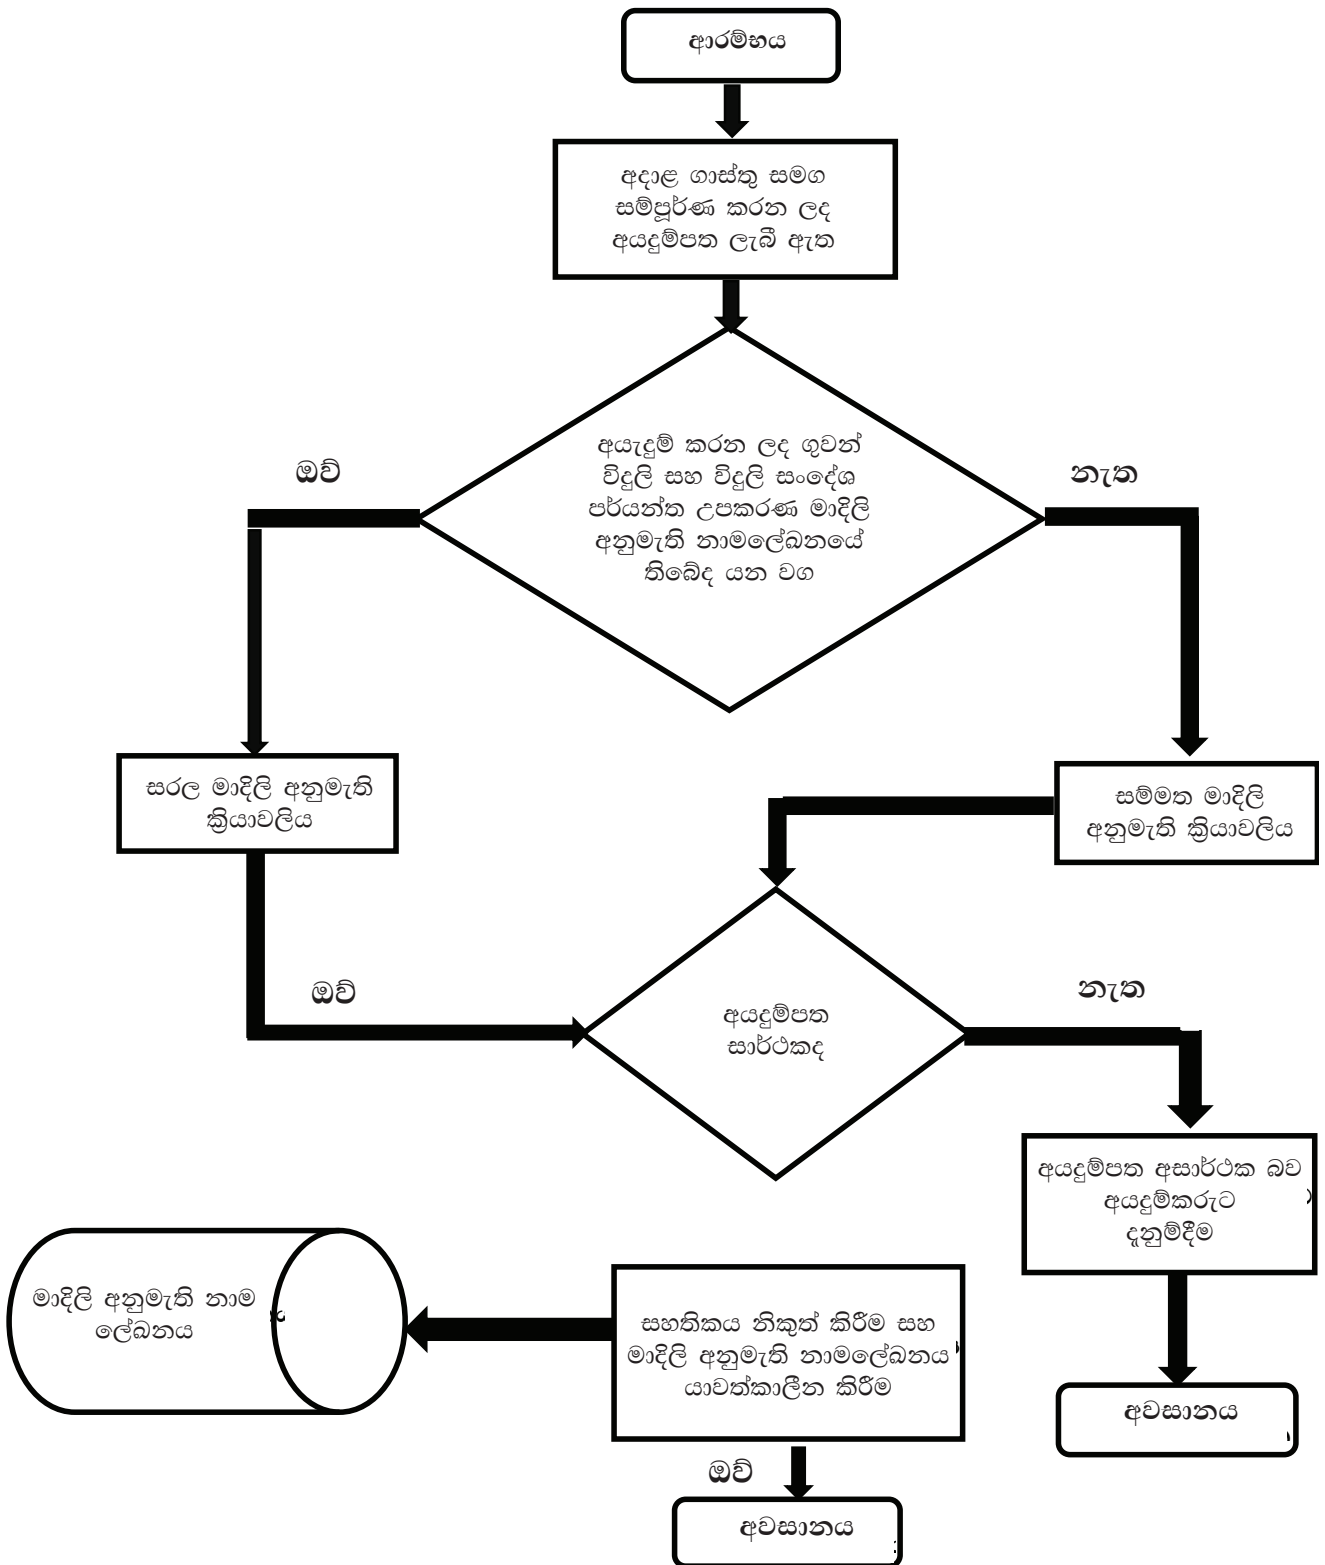 ආරම්භය
අදාළ ගාස්තු සමග
සම්පූර්ණ කරන ලද
අයදුම්පත ලැබී ඇත
අයැදුම් කරන ලද ගුවන්
විදුලි සහ විදුලි සංදේශ
පර්යන්ත උපකරණ මාදිලි
අනුමැති නාමලේඛනයේ
තිබේද යන වග
ඔව්
නැත
සරල මාදිලි අනුමැති
ක්‍රියාවලිය
සම්මත මාදිලි
අනුමැති ක්‍රියාවලිය
ඔව්
නැත
අයදුම්පත
සාර්ථකද
අයදුම්පත අසාර්ථක බව
අයදුම්කරුට
දැනුම්දීම
මාදිලි අනුමැති නාම
ලේඛනය
සහතිකය නිකුත් කිරීම සහ
මාදිලි අනුමැති නාමලේඛනය
යාවත්කාලීන කිරීම
අවසානය
ඔව්
අවසානය